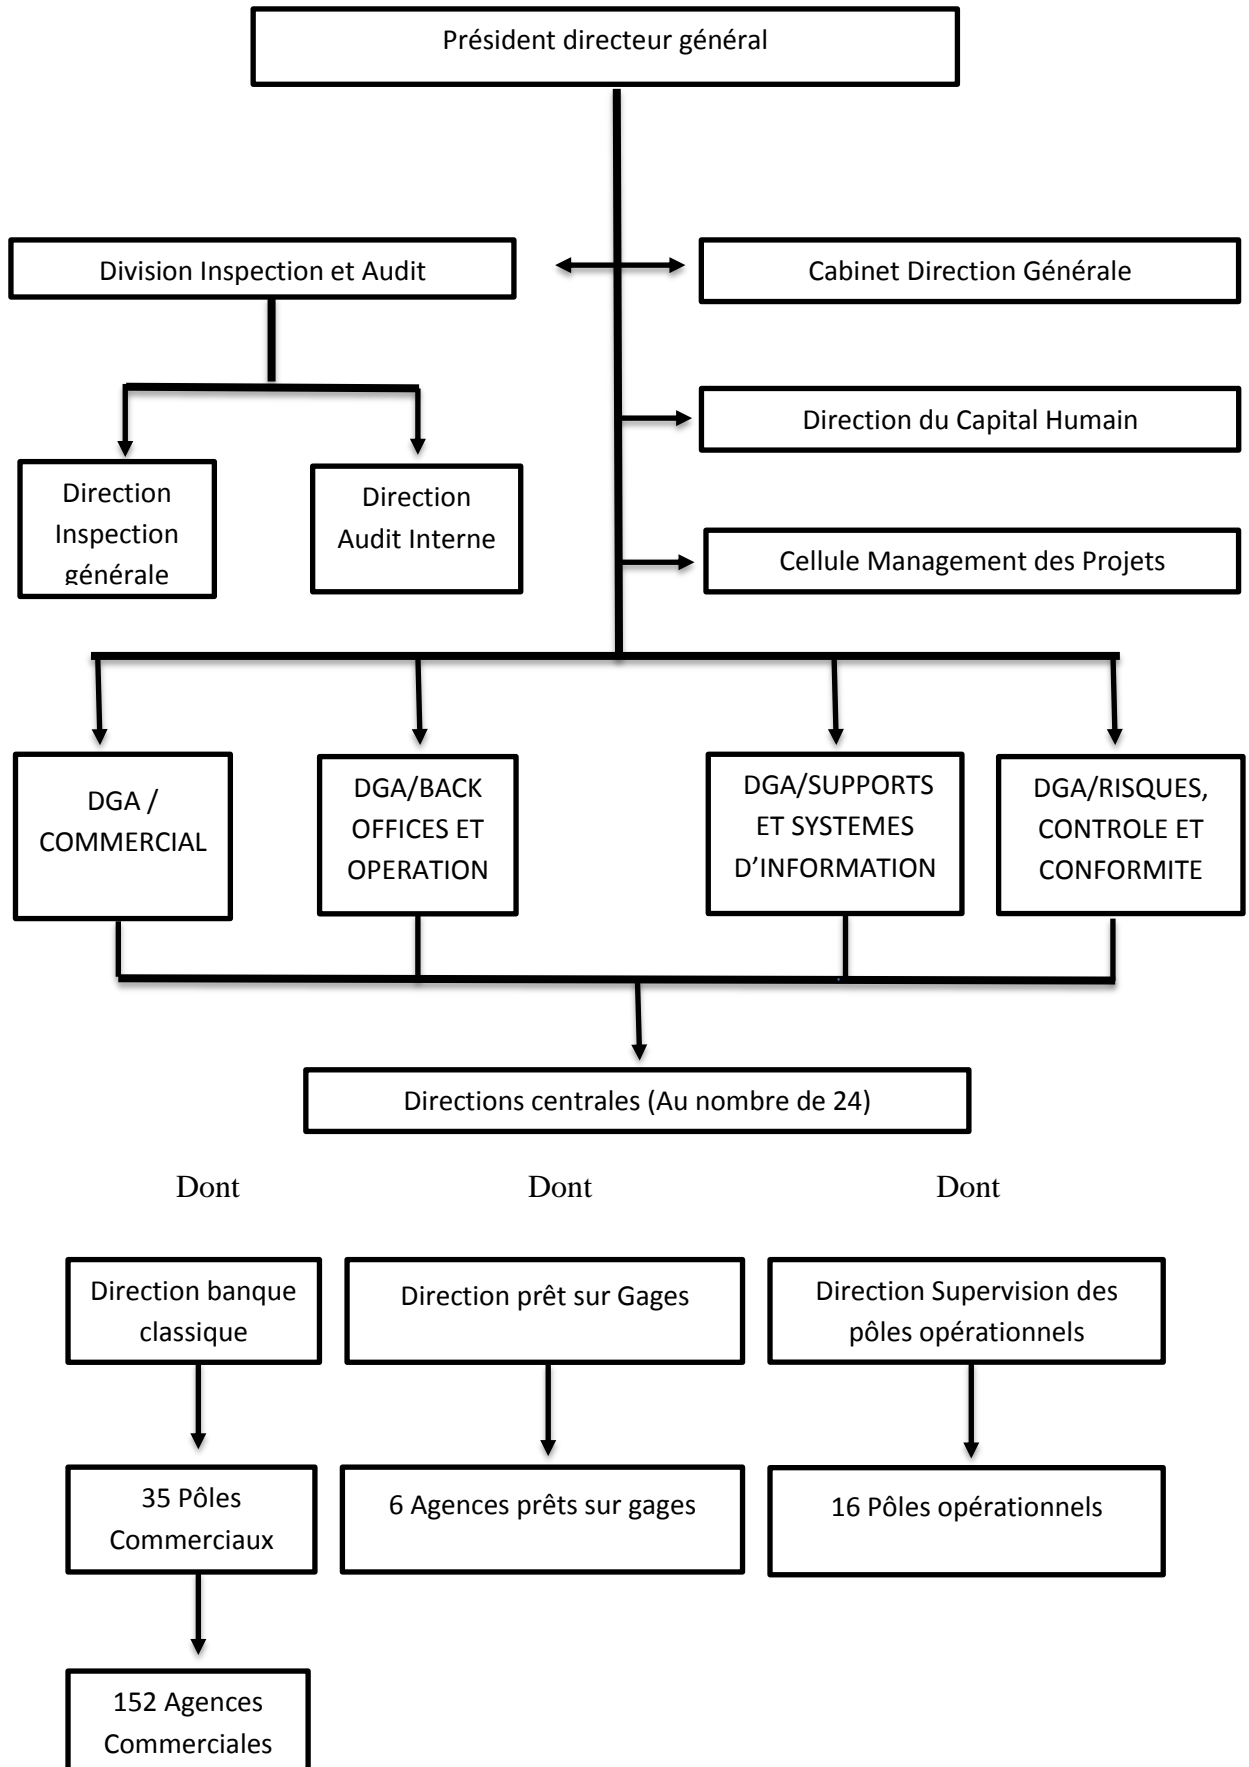 Président directeur général
Division Inspection et Audit
Cabinet Direction Générale
Direction du Capital Humain
Direction
Inspection
générale
Direction
Audit Interne
Cellule Management des Projets
DGA /
COMMERCIAL
DGA/BACK
OFFICES ET
OPERATION
DGA/SUPPORTS
ET SYSTEMES
D’INFORMATION
DGA/RISQUES,
CONTROLE ET
CONFORMITE
Directions centrales (Au nombre de 24)
Dont
Dont
Dont
Direction banque
classique
Direction prêt sur Gages
Direction Supervision des
pôles opérationnels
35 Pôles
Commerciaux
6 Agences prêts sur gages
16 Pôles opérationnels
152 Agences
Commerciales